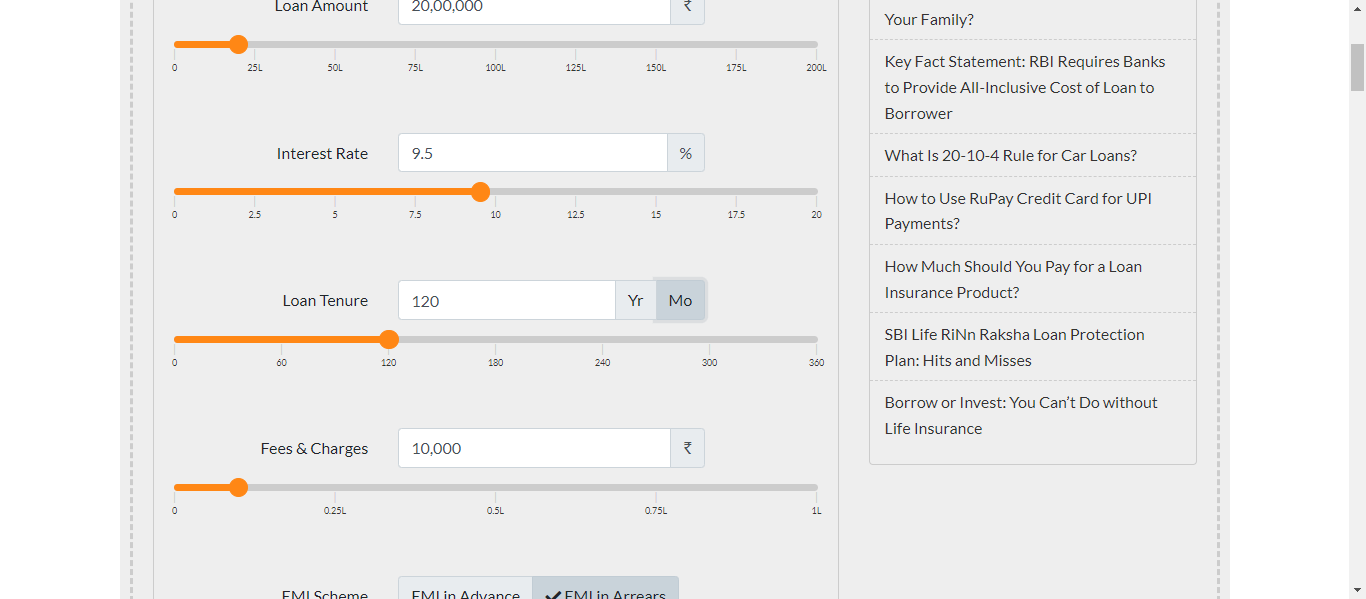 Loan Amount 20,00,000 ₹
0 25L 50L 75L 100L 125L 150L 175L 200L
Interest Rate 9.5 %
0 2.5 5 7.5 10 12.5 15 17.5 20
Loan Tenure 120 Yr Mo
0 60 120 180 240 300 360
Fees & Charges 10,000 ₹
0 0.25L 0.5L 0.75L 1L
EMI Scheme EMI in Advance EMI in Arrears
Your Family?
Key Fact Statement: RBI Requires Banks
to Provide All-Inclusive Cost of Loan to
Borrower
What Is 20-10-4 Rule for Car Loans?
How to Use RuPay Credit Card for UPI
Payments?
How Much Should You Pay for a Loan
Insurance Product?
SBI Life RiNn Raksha Loan Protection
Plan: Hits and Misses
Borrow or Invest: You Can’t Do without
Life Insurance